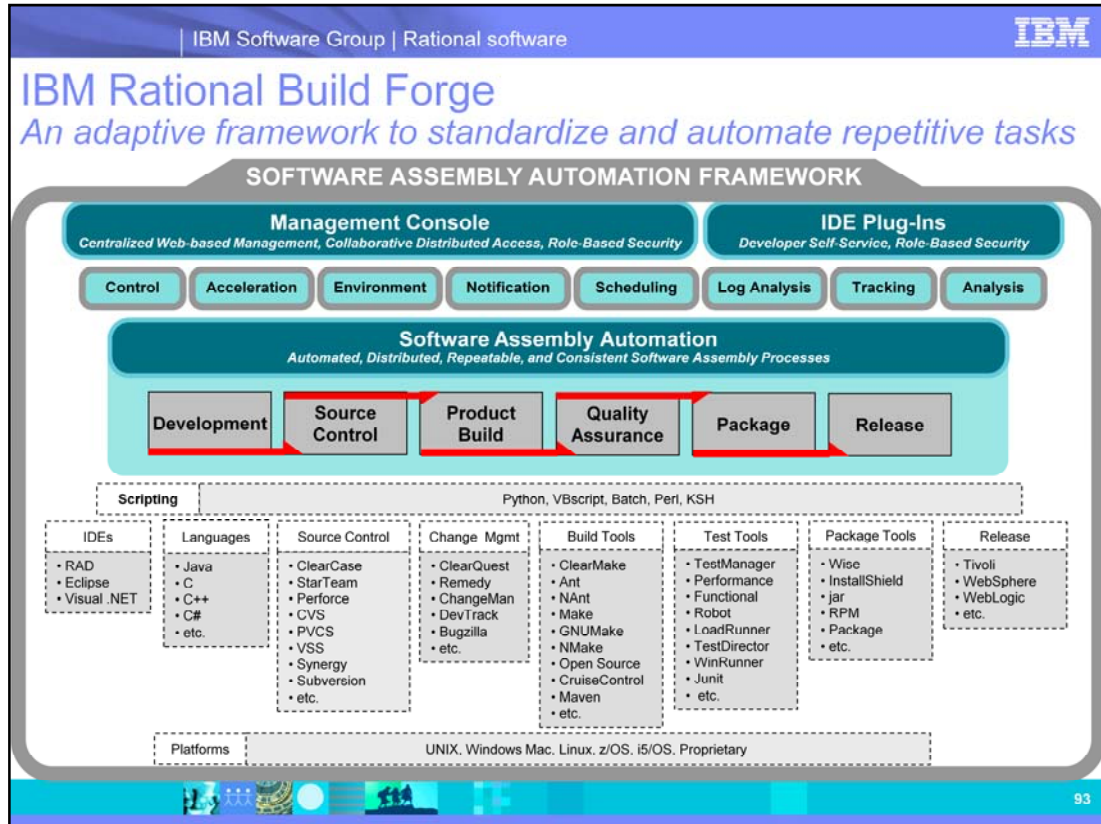 IBM Software Group | Rational software
IBM
IBM Rational Build Forge
An adaptive framework to standardize and automate repetitive tasks
SOFTWARE ASSEMBLY AUTOMATION FRAMEWORK
Management Console
Centralized Web-based Management, Collaborative Distributed Access, Role-Based Security
IDE Plug-Ins
Developer Self-Service, Role-Based Security
Control
Acceleration
Environment
Notification
Scheduling
Log Analysis
Tracking
Analysis
Software Assembly Automation
Automated, Distributed, Repeatable, and Consistent Software Assembly Processes
Development
Source
Control
Product
Build
Quality
Assurance
Package
Release
Scripting
Python, VBscript, Batch, Perl, KSH
IDEs
• RAD
• Eclipse
• Visual .NET
Languages
• Java
• C
• C++
• C#
• etc.
Source Control
• ClearCase
• StarTeam
• Perforce
• CVS
• PVCS
• VSS
• Synergy
• Subversion
• etc.
Change Mgmt
• ClearQuest
• Remedy
• ChangeMan
• DevTrack
• Bugzilla
• etc.
Build Tools
• ClearMake
• Ant
• NAnt
• Make
• GNUMake
• NMake
• Open Source
• CruiseControl
• Maven
• etc.
Test Tools
• TestManager
• Performance
• Functional
• Robot
• LoadRunner
• TestDirector
• WinRunner
• Junit
• etc.
Package Tools
• Wise
• InstallShield
• jar
• RPM
• Package
• etc.
Release
• Tivoli
• WebSphere
• WebLogic
• etc.
Platforms
UNIX. Windows Mac. Linux. z/OS. i5/OS. Proprietary
93